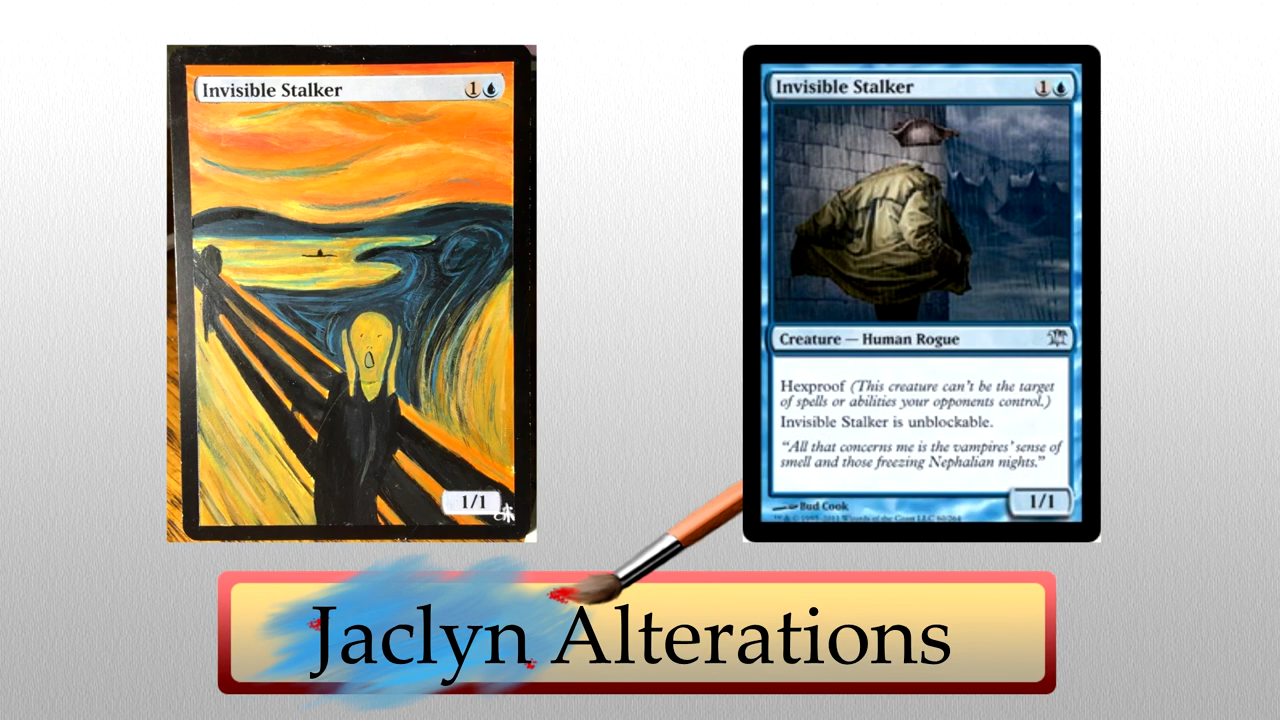 Invisible Stalker 1
1/1
Invisible Stalker 1
Creature — Human Rogue
Hexproof (This creature can't be the target
of spells or abilities your opponents control.)
Invisible Stalker is unblockable.
"All that concerns me is the vampires' sense of
smell and those freezing Nephalian nights."
1/1
Bud Cook
Jaclyn Alterations